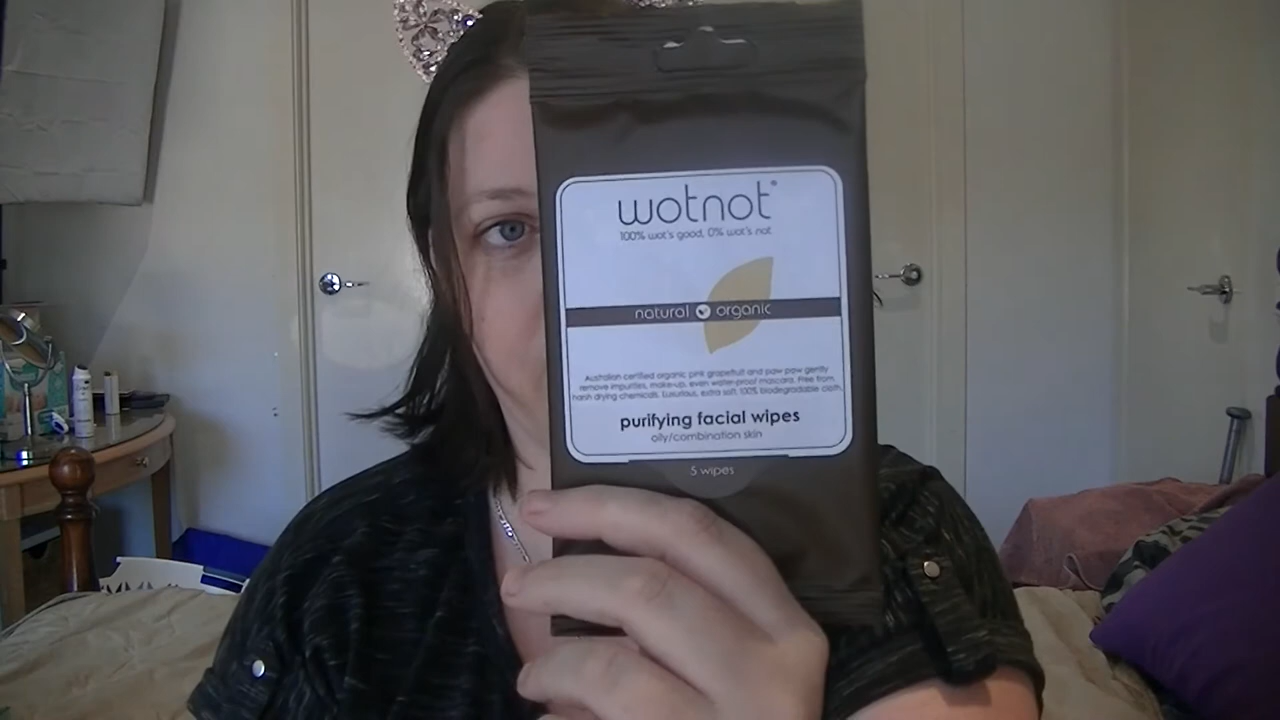 wotnot®
100% wot's good, 0% wot's not
natural organic
Australian certified organic pink grapefruit and paw paw gently
remove impurities, make-up, even water-proof mascara. Free from
harsh drying chemicals. Luxurious, extra soft, 100% biodegradable cloth.
purifying facial wipes
oily/combination skin
5 wipes